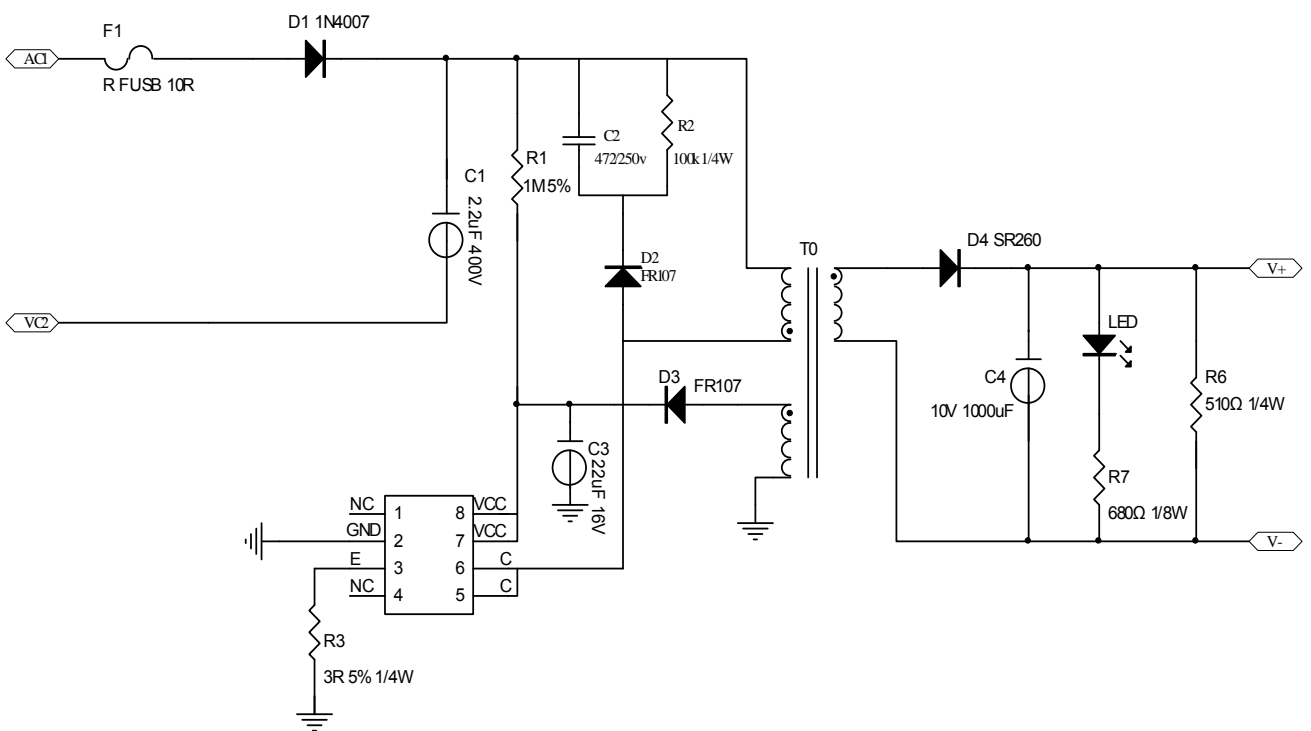 F1
D1 1N4007
AC1
R FUSB 10R
C2
472/250v
R2
100k 1/4W
R1
1M 5%
C1
2.2uF 400V
D2
FR107
T0
D4 SR260
V+
VC2
LED
D3
FR107
C4
10V 1000uF
R6
510Ω 1/4W
C3
22uF 16V
R7
680Ω 1/8W
NC
1
8
VCC
GND
2
7
VCC
E
3
6
C
NC
4
5
C
V-
R3
3R 5% 1/4W